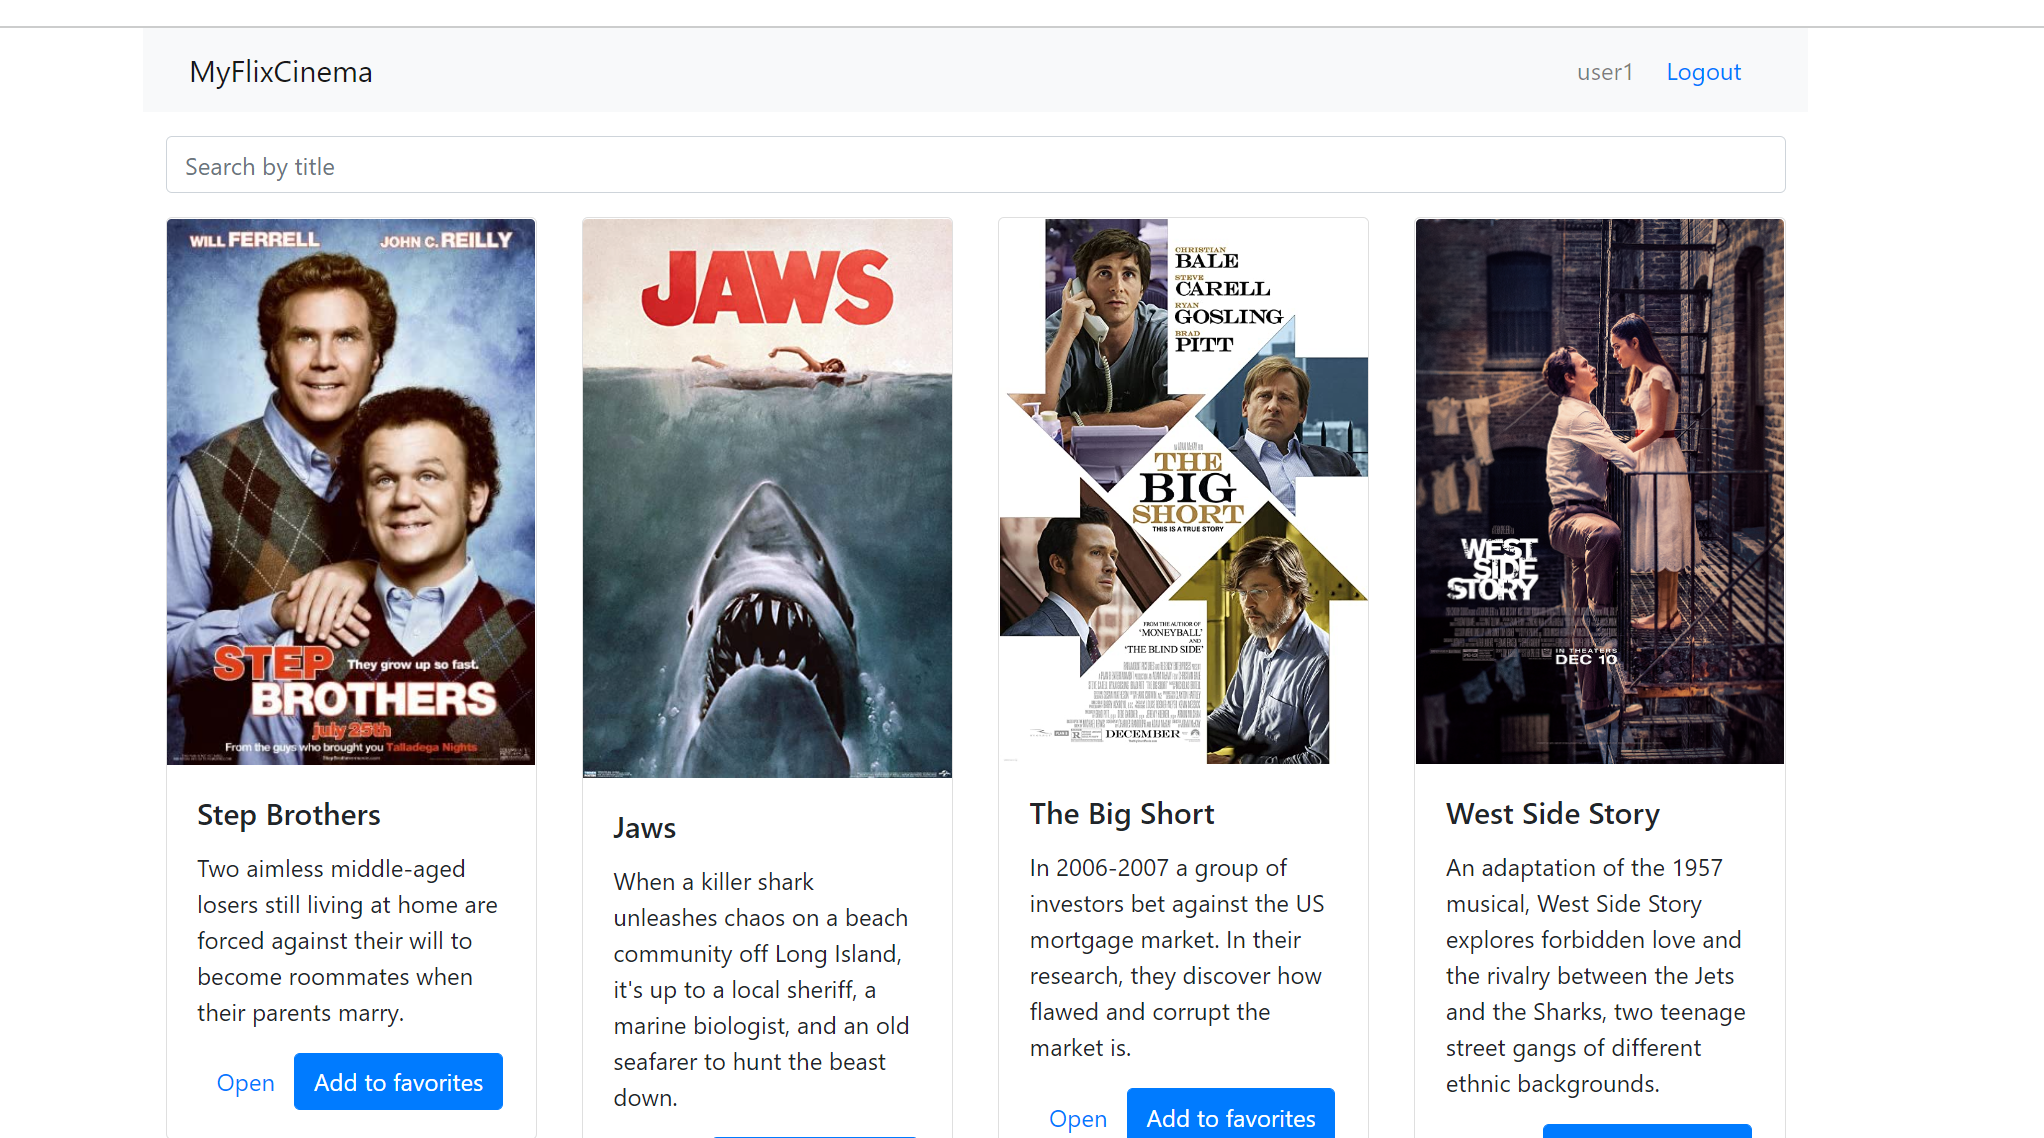 MyFlixCinema
user1 Logout
Search by title
WILL FERRELL JOHN C. REILLY
STEP They grow up so fast.
BROTHERS
july 25th
From the guys who brought you Talladega Nights
Step Brothers
Two aimless middle-aged
losers still living at home are
forced against their will to
become roommates when
their parents marry.
Open Add to favorites
JAWS
Jaws
When a killer shark
unleashes chaos on a beach
community off Long Island,
it's up to a local sheriff, a
marine biologist, and an old
seafarer to hunt the beast
down.
CHRISTIAN
BALE
STEVE
CARELL
RYAN
GOSLING
BRAD
PITT
THE
BIG
SHORT
THIS IS A TRUE STORY
FROM THE AUTHOR OF
'MONEYBALL'
AND
'THE BLIND SIDE'
DECEMBER
The Big Short
In 2006-2007 a group of
investors bet against the US
mortgage market. In their
research, they discover how
flawed and corrupt the
market is.
Open Add to favorites
WEST
SIDE
STORY
IN THEATERS
DEC 10
West Side Story
An adaptation of the 1957
musical, West Side Story
explores forbidden love and
the rivalry between the Jets
and the Sharks, two teenage
street gangs of different
ethnic backgrounds.